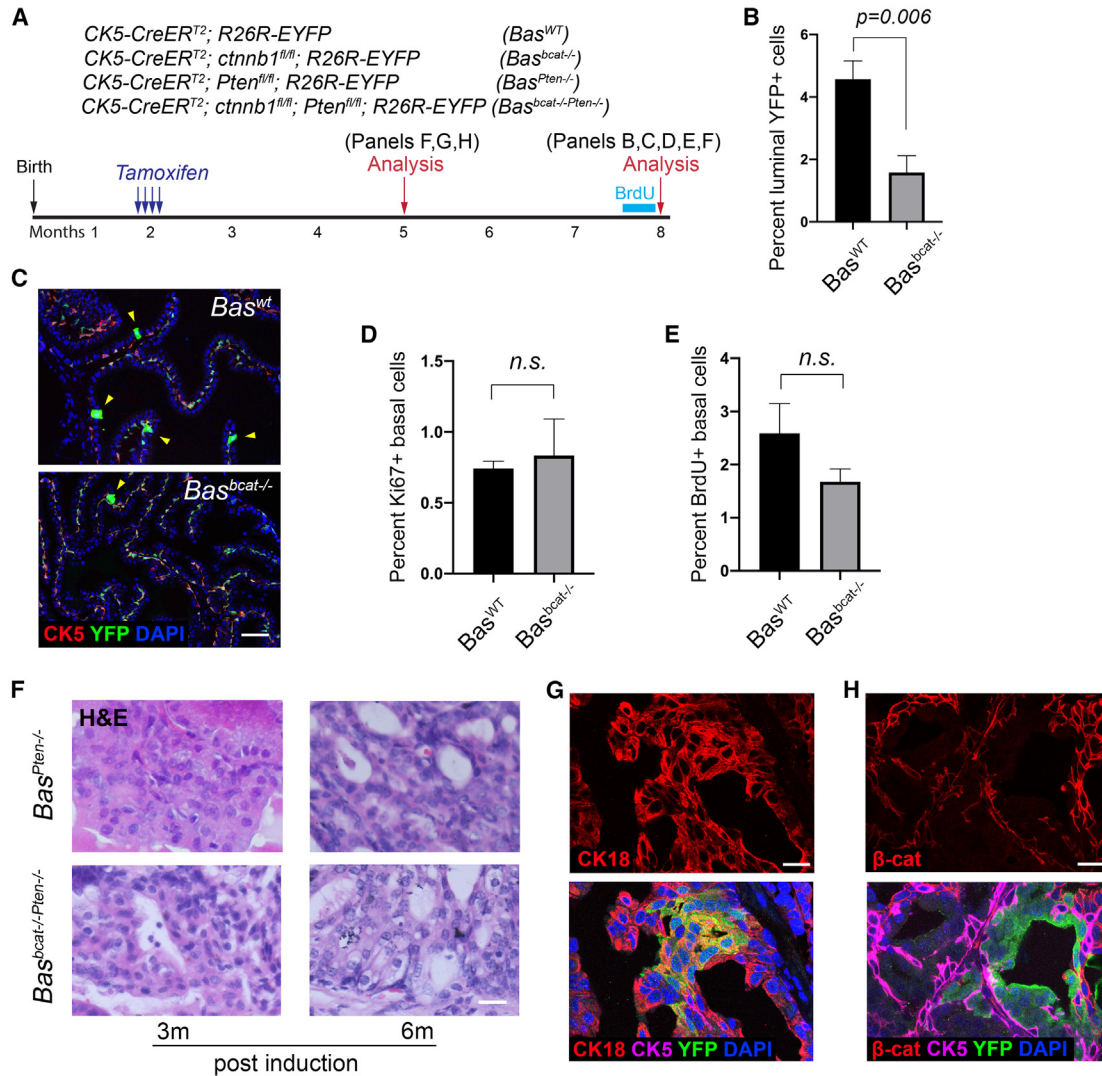 A
CK5-CreER^T2; R26R-EYFP (Bas^WT)
CK5-CreER^T2; ctnnb1^fl/fl; R26R-EYFP (Bas^bcat-/-)
CK5-CreER^T2; Pten^fl/fl; R26R-EYFP (Bas^Pten-/-)
CK5-CreER^T2; ctnnb1^fl/fl; Pten^fl/fl; R26R-EYFP (Bas^bcat-/-Pten-/-)
(Panels F,G,H) (Panels B,C,D,E,F)
Birth Tamoxifen Analysis Analysis
BrdU
Months 1 2 3 4 5 6 7 8
B
p=0.006
Percent luminal YFP+ cells
6
4
2
0
Bas^WT Bas^bcat-/-
C
Bas^wt
Bas^bcat-/-
CK5 YFP DAPI
D
n.s.
Percent Ki67+ basal cells
1.5
1.0
0.5
0.0
Bas^WT Bas^bcat-/-
E
n.s.
Percent BrdU+ basal cells
4
3
2
1
0
Bas^WT Bas^bcat-/-
F
H&E
Bas^Pten-/-
Bas^bcat-/-Pten-/-
3m 6m
post induction
G
CK18
CK18 CK5 YFP DAPI
H
β-cat
β-cat CK5 YFP DAPI